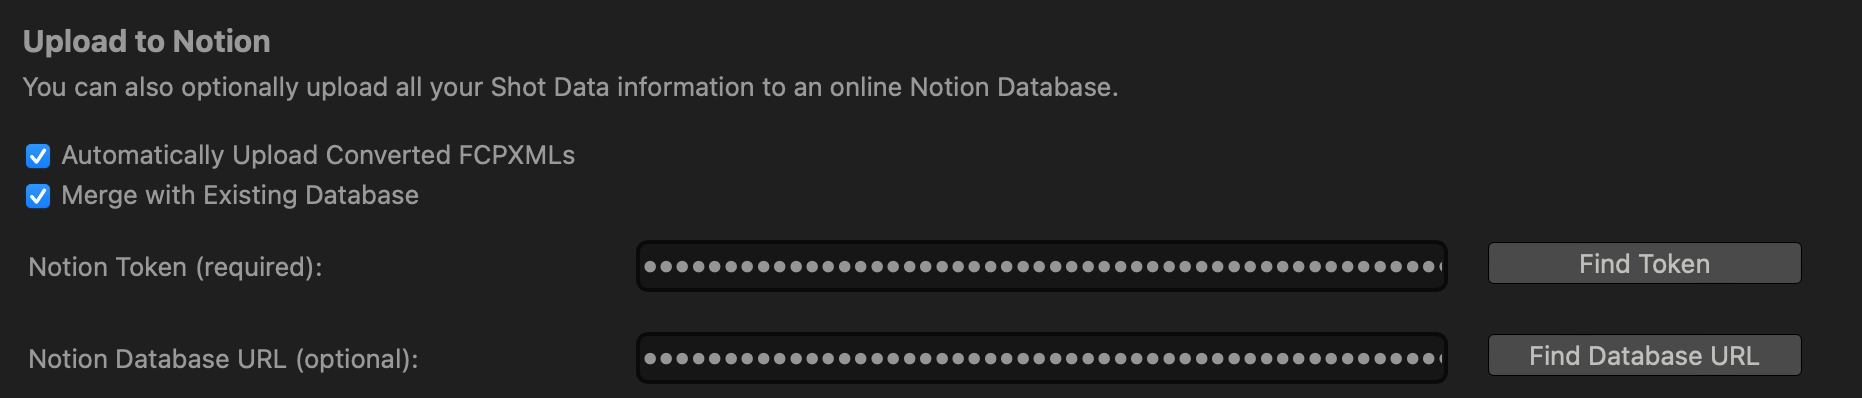 Upload to Notion
You can also optionally upload all your Shot Data information to an online Notion Database.
Automatically Upload Converted FCPXMLs
Merge with Existing Database
Notion Token (required):
Find Token
Notion Database URL (optional):
Find Database URL